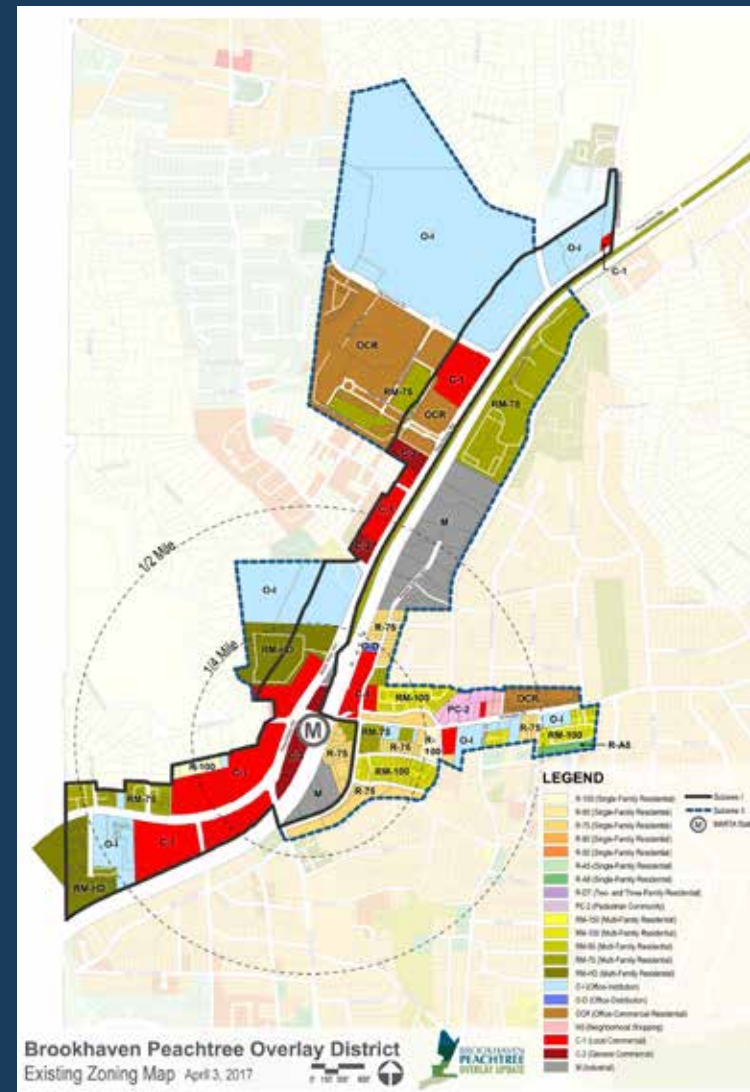 O-I
O-I
C-1
OCR
RM-75
C-1
OCR
RM-75
C-2
C-1
C-2
M
1/2 Mile
O-I
R-75
1/4 Mile
RM-HD
O-D
C-1
RM-100
PC-2
OCR
M
RM-75
R-75
R-75
R-100
O-I
R-75
O-I
RM-100
R-A5
R-100
C-1
M
RM-100
R-75
RM-75
O-I
C-1
RM-HD
LEGEND
R-100 (Single-Family Residential)
R-85 (Single-Family Residential)
R-75 (Single-Family Residential)
R-60 (Single-Family Residential)
R-50 (Single-Family Residential)
R-A5 (Single-Family Residential)
R-A8 (Single-Family Residential)
R-DT (Two- and Three-Family Residential)
PC-2 (Pedestrian Community)
RM-150 (Multi-Family Residential)
RM-100 (Multi-Family Residential)
RM-85 (Multi-Family Residential)
RM-75 (Multi-Family Residential)
RM-HD (Multi-Family Residential)
O-I (Office-Institution)
O-D (Office-Distribution)
OCR (Office-Commercial-Residential)
NS (Neighborhood Shopping)
C-1 (Local Commercial)
C-2 (General Commercial)
M (Industrial)
Subarea I
Subarea II
M MARTA Stati
Brookhaven Peachtree Overlay District
Existing Zoning Map April 3, 2017
BROOKHAVEN
PEACHTREE
OVERLAY UPDATE